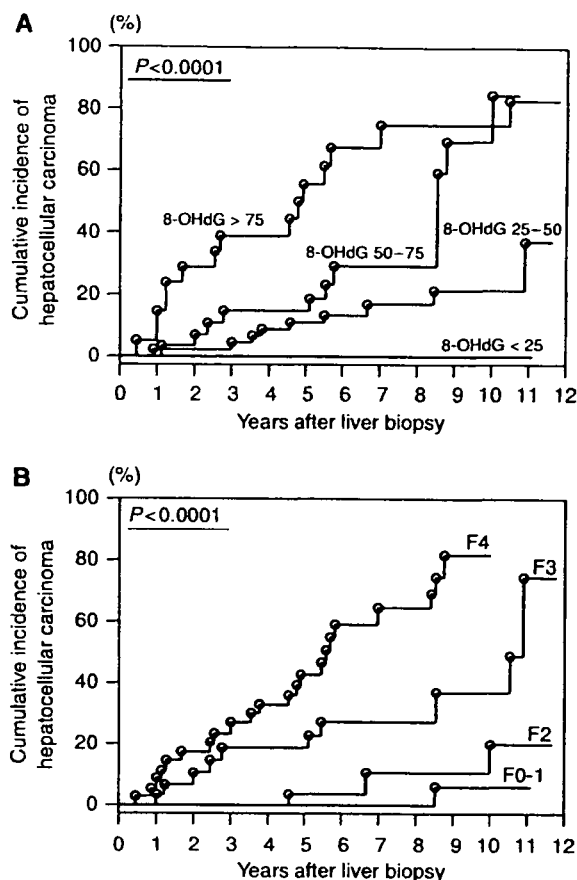 A
(%)
100
P<0.0001
80
60
40
20
0
Cumulative incidence of
hepatocellular carcinoma
8-OHdG > 75
8-OHdG 50–75
8-OHdG 25–50
8-OHdG < 25
0 1 2 3 4 5 6 7 8 9 10 11 12
Years after liver biopsy
B
(%)
100
P<0.0001
80
60
40
20
0
Cumulative incidence of
hepatocellular carcinoma
F4
F3
F2
F0-1
0 1 2 3 4 5 6 7 8 9 10 11 12
Years after liver biopsy